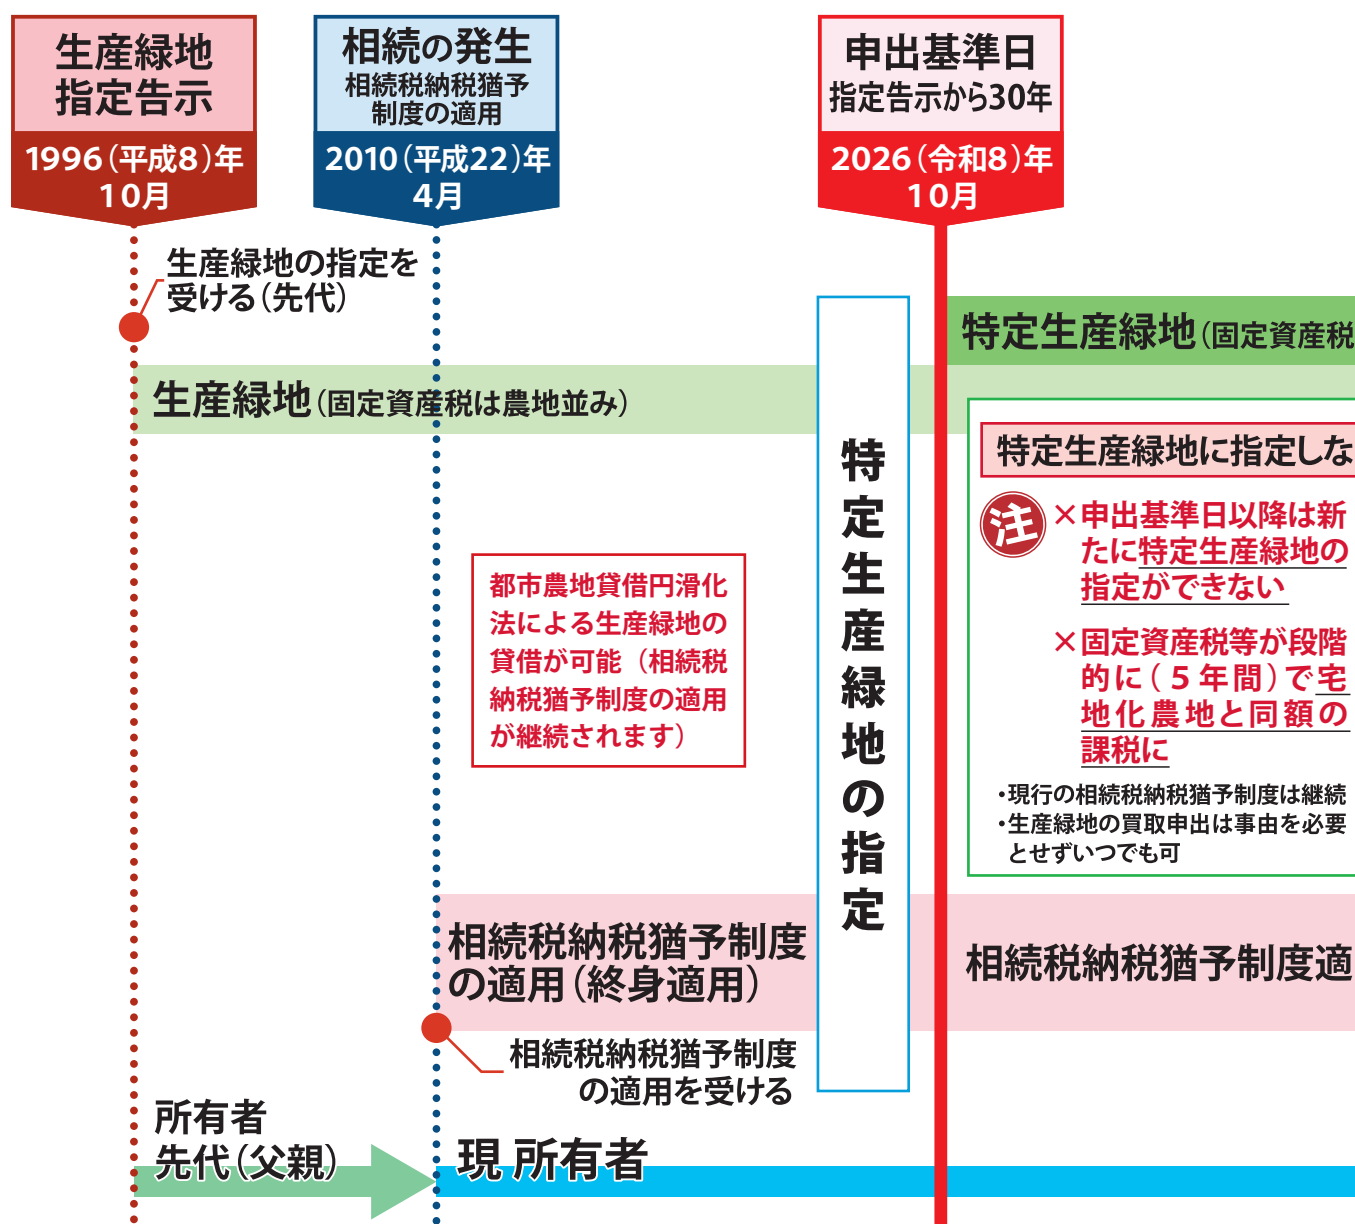 生産緑地
指定告示
1996(平成8)年
10月
相続の発生
相続税納税猶予
制度の適用
2010(平成22)年
4月
申出基準日
指定告示から30年
2026(令和8)年
10月
生産緑地の指定を
受ける(先代)
特定生産緑地(固定資産税
生産緑地(固定資産税は農地並み)
特定生産緑地の指定
特定生産緑地に指定しな
注
×申出基準日以降は新
たに特定生産緑地の
指定ができない
×固定資産税等が段階
的に(5年間)で宅
地化農地と同額の
課税に
・現行の相続税納税猶予制度は継続
・生産緑地の買取申出は事由を必要
とせずいつでも可
都市農地貸借円滑化
法による生産緑地の
貸借が可能(相続税
納税猶予制度の適用
が継続されます)
相続税納税猶予制度
の適用(終身適用)
相続税納税猶予制度適
相続税納税猶予制度
の適用を受ける
所有者
先代(父親)
現 所有者